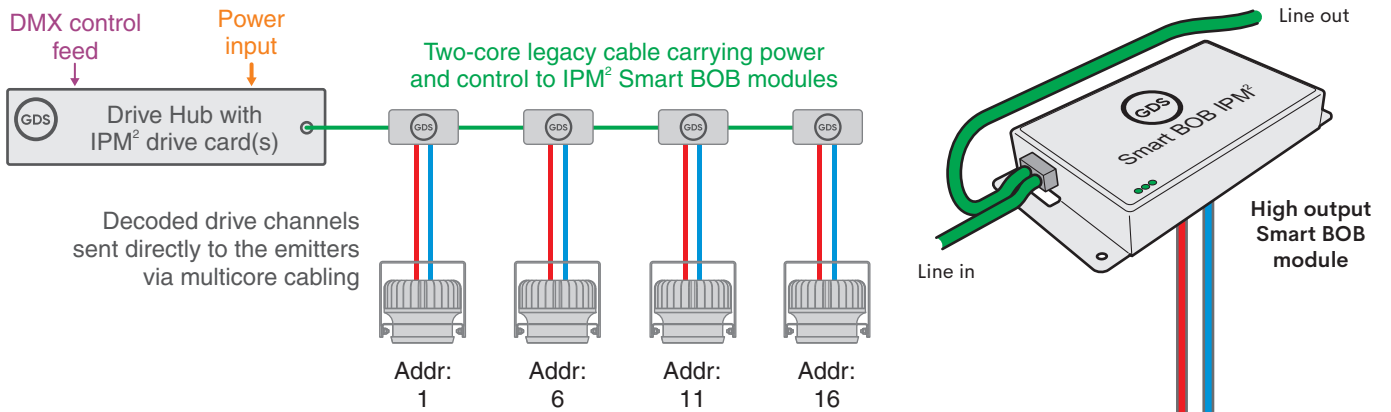 DMX control
feed
Power
input
Two-core legacy cable carrying power
and control to IPM² Smart BOB modules
GDS
Drive Hub with
IPM² drive card(s)
GDS
GDS
GDS
GDS
Decoded drive channels
sent directly to the emitters
via multicore cabling
Addr:
1
Addr:
6
Addr:
11
Addr:
16
Line out
GDS
Smart BOB IPM²
Line in
High output
Smart BOB
module